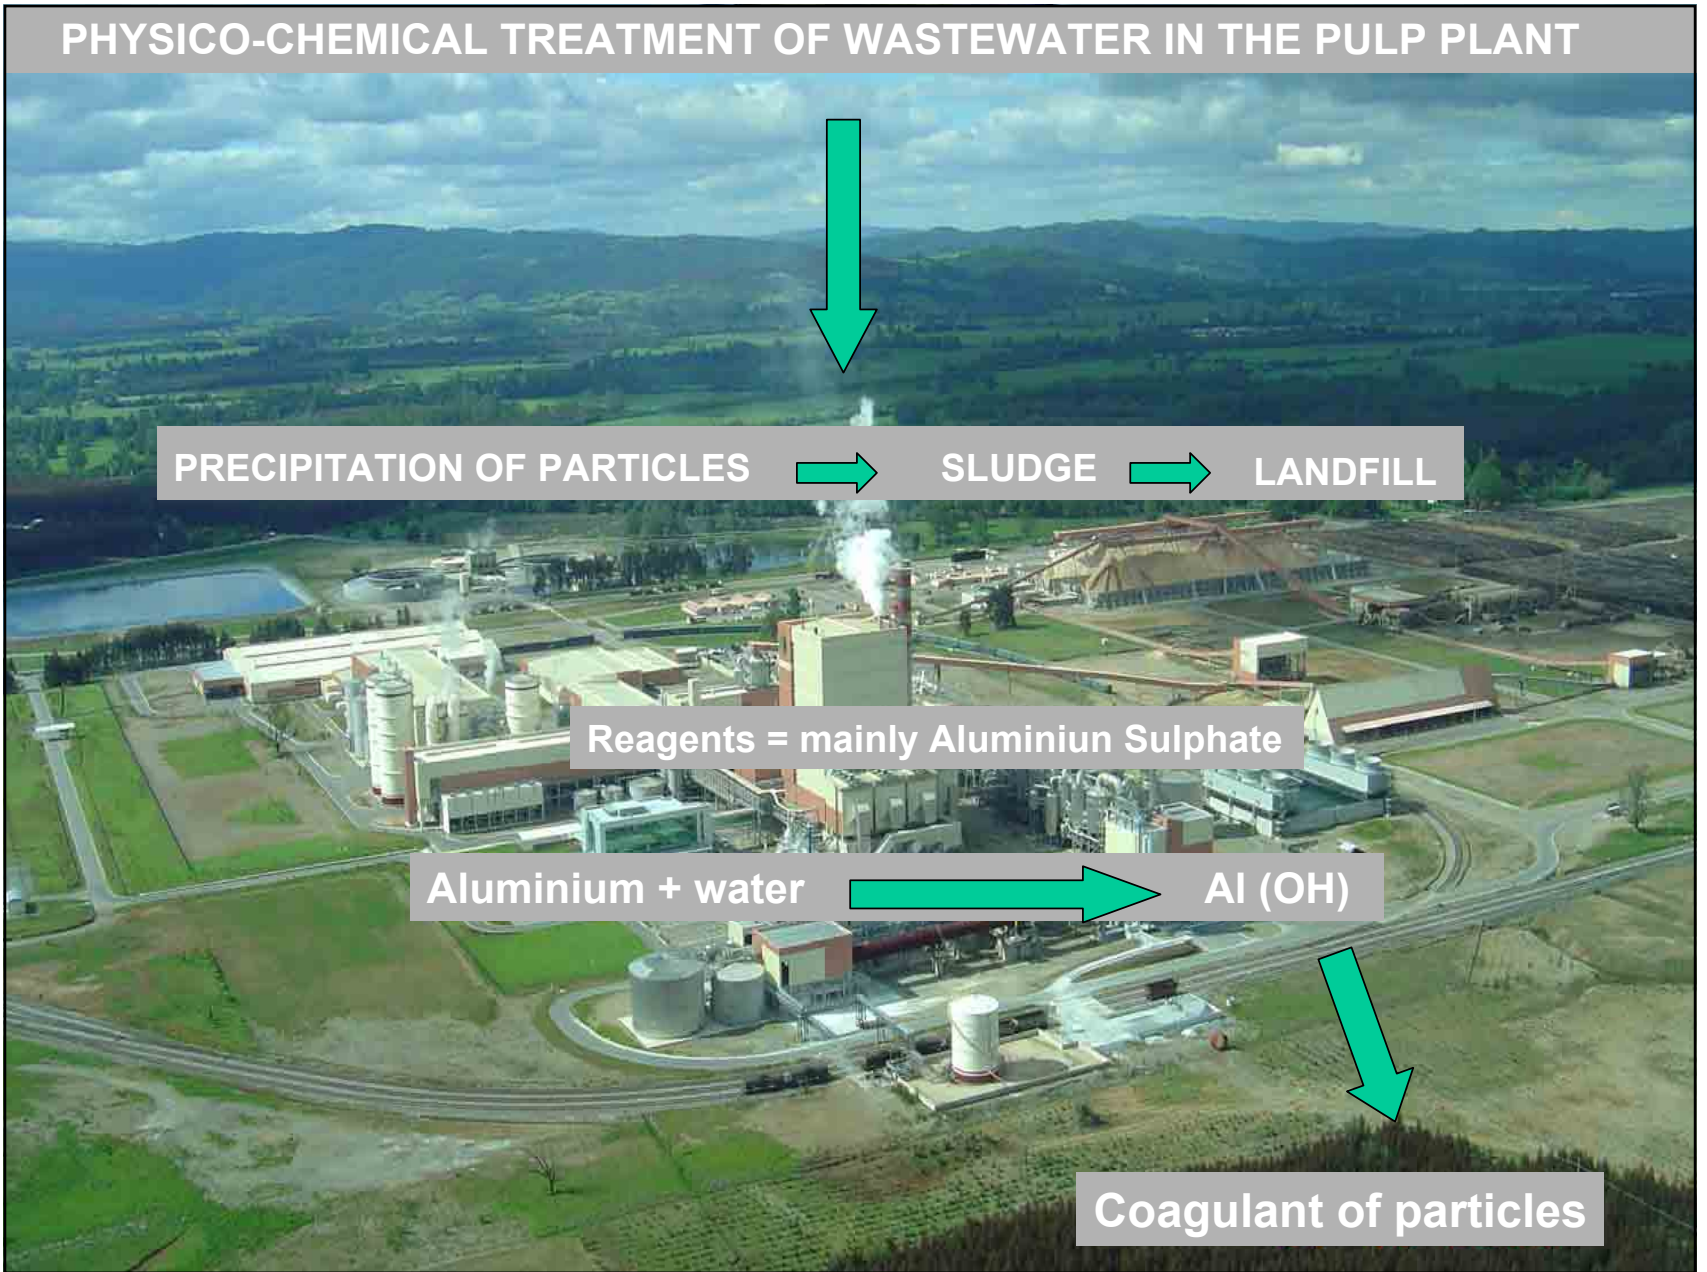 PHYSICO-CHEMICAL TREATMENT OF WASTEWATER IN THE PULP PLANT
PRECIPITATION OF PARTICLES SLUDGE LANDFILL
Reagents = mainly Aluminiun Sulphate
Aluminium + water Al (OH)
Coagulant of particles